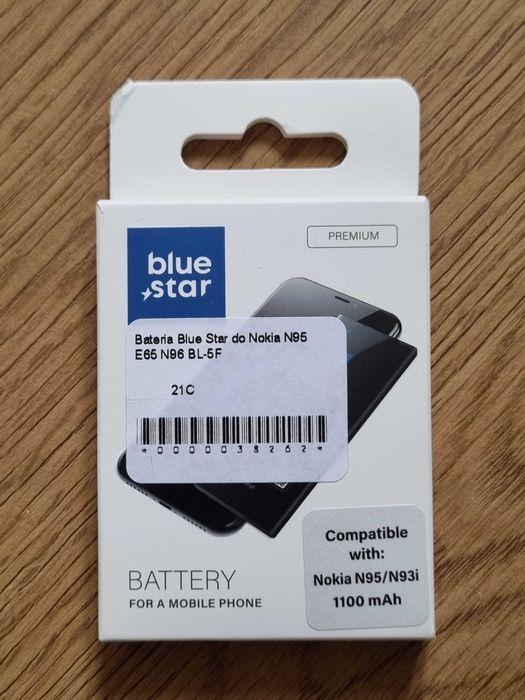 PREMIUM
blue
star
Bateria Blue Star do Nokia N95
E65 N96 BL-5F
21C
*00000038262*
BATTERY
FOR A MOBILE PHONE
Compatible
with:
Nokia N95/N93i
1100 mAh